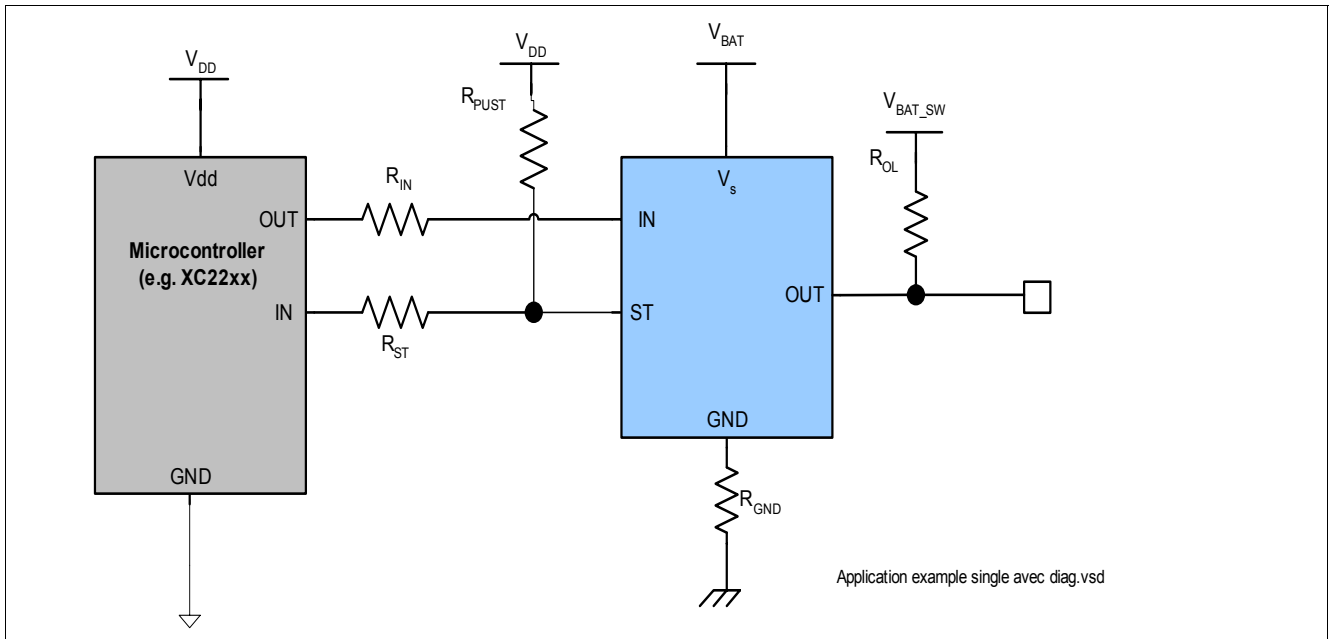 V_DD
V_DD
V_BAT
R_PUST
V_BAT_SW
R_OL
Vdd
R_IN
V_s
OUT
IN
Microcontroller
(e.g. XC22xx)
OUT
IN
ST
R_ST
GND
GND
R_GND
Application example single avec diag.vsd